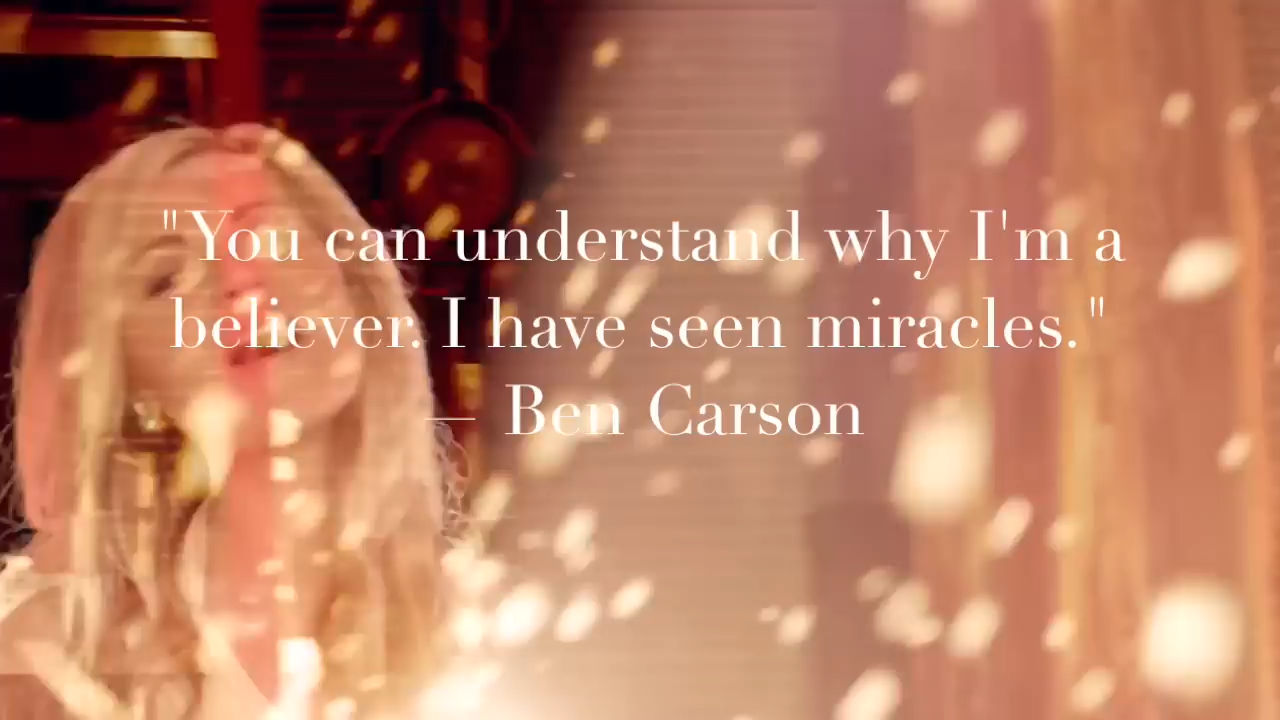 "You can understand why I'm a
believer. I have seen miracles."
— Ben Carson